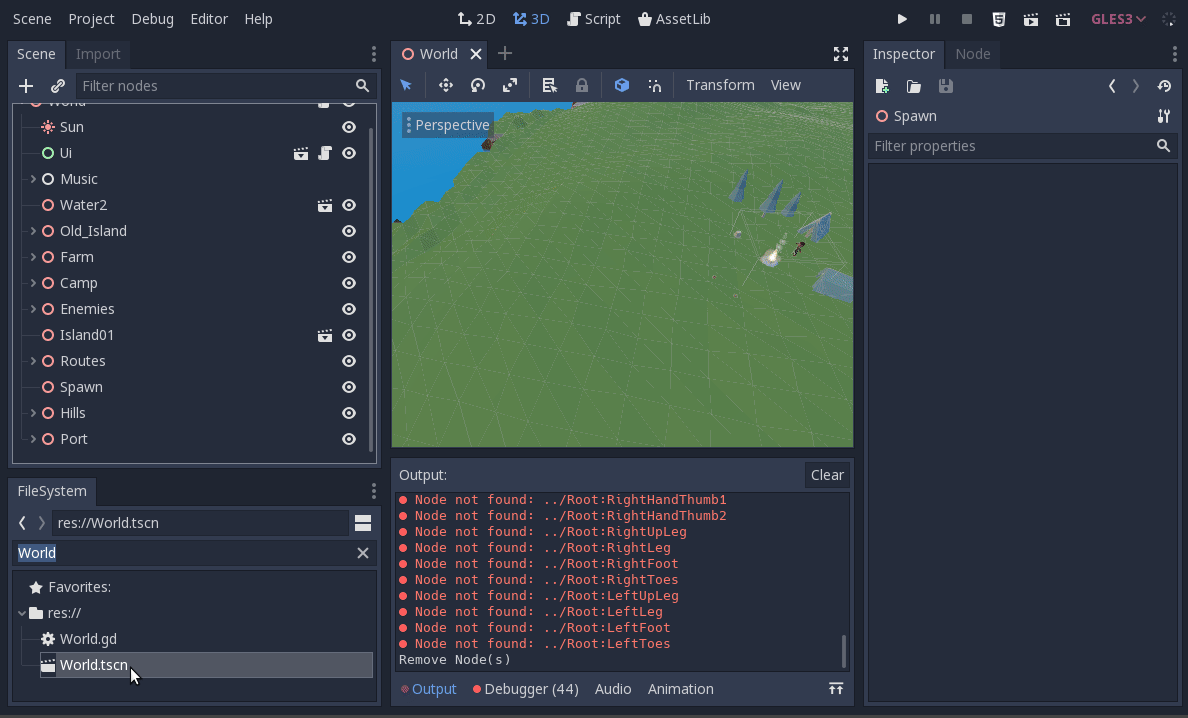 Scene Project Debug Editor Help 2D 3D Script AssetLib GLES3
Scene Import
Filter nodes
World
Sun
Ui
Music
Water2
Old_Island
Farm
Camp
Enemies
Island01
Routes
Spawn
Hills
Port
FileSystem
res://World.tscn
World
Favorites:
res://
World.gd
World.tscn
World
Transform View
Perspective
Output:
Clear
Node not found: ../Root:RightHandThumb1
Node not found: ../Root:RightHandThumb2
Node not found: ../Root:RightUpLeg
Node not found: ../Root:RightLeg
Node not found: ../Root:RightFoot
Node not found: ../Root:RightToes
Node not found: ../Root:LeftUpLeg
Node not found: ../Root:LeftLeg
Node not found: ../Root:LeftFoot
Node not found: ../Root:LeftToes
Remove Node(s)
Output Debugger (44) Audio Animation
Inspector Node
Spawn
Filter properties